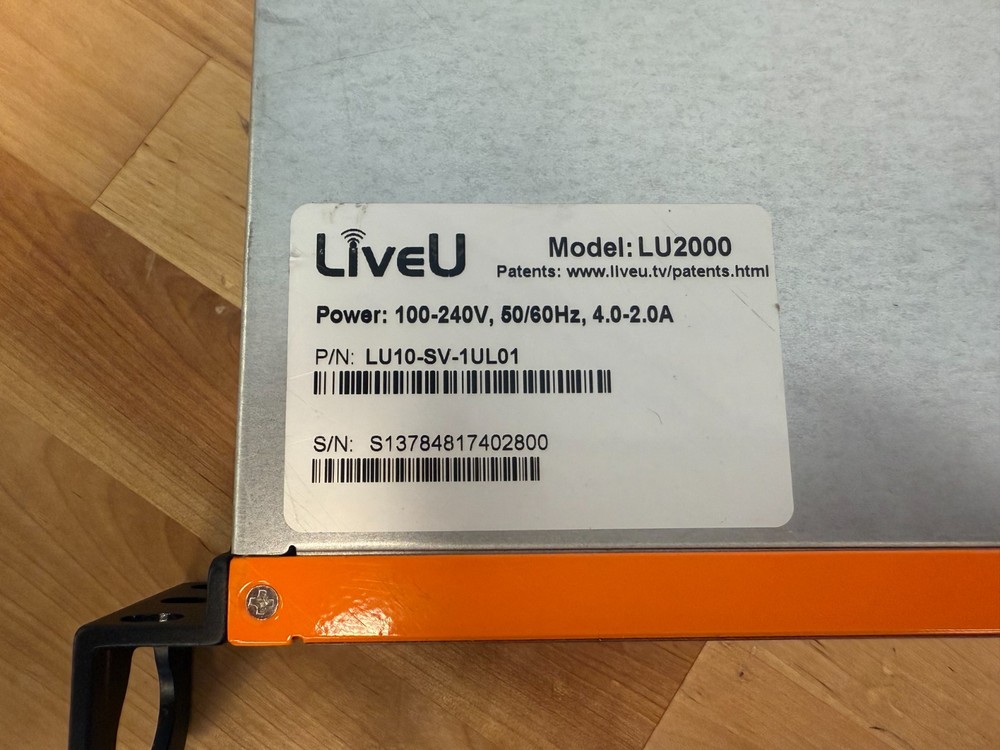 LiveU
Model: LU2000
Patents: www.liveu.tv/patents.html
Power: 100-240V, 50/60Hz, 4.0-2.0A
P/N: LU10-SV-1UL01
S/N: S13784817402800